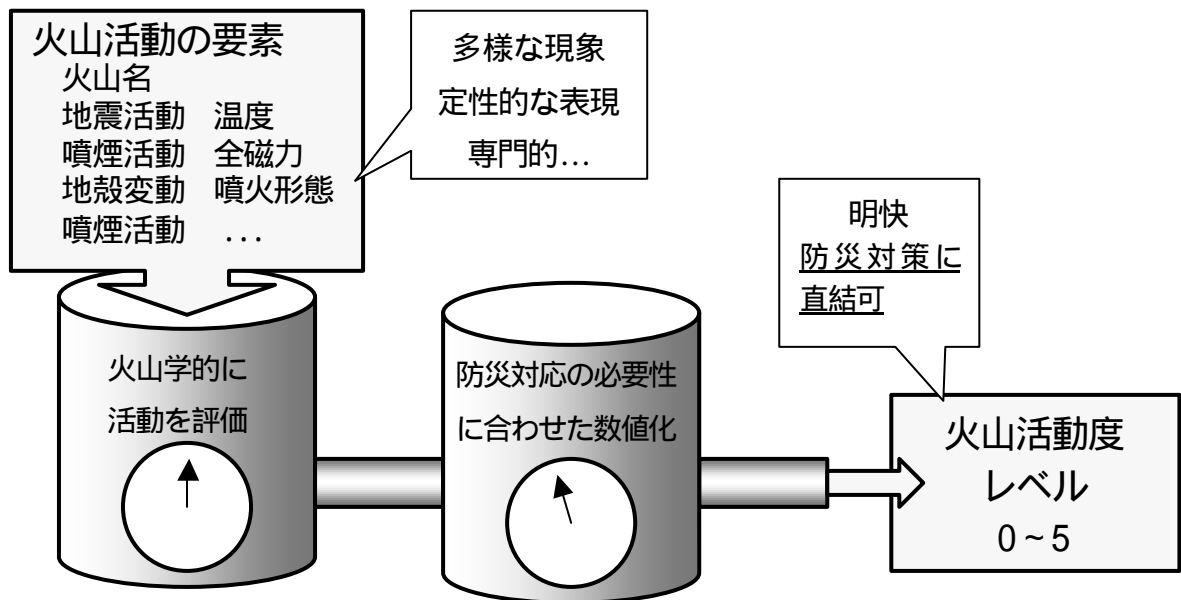 火山活動の要素
火山名
地震活動 温度
噴煙活動 全磁力
地殻変動 噴火形態
噴煙活動 ...
多様な現象
定性的な表現
専門的...
火山学的に
活動を評価
防災対応の必要性
に合わせた数値化
明快
防災対策に
直結可
火山活動度
レベル
0~5